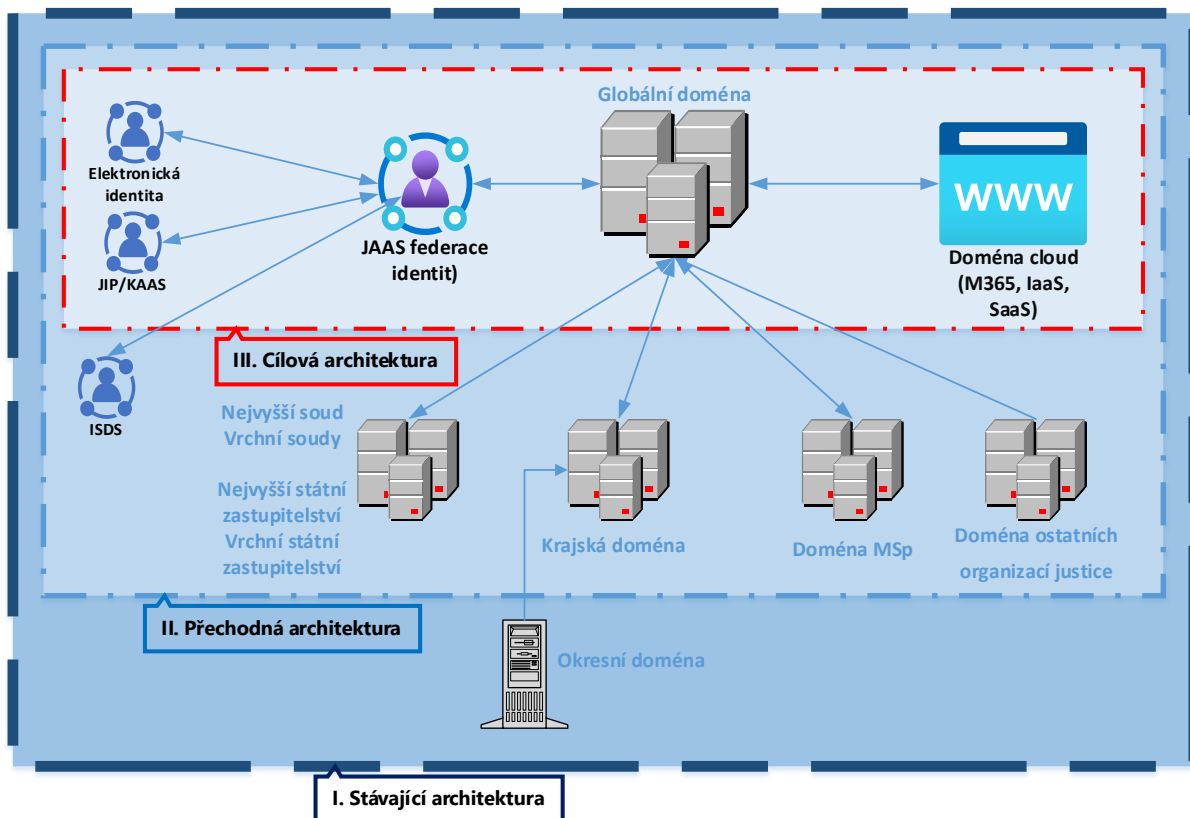 Globální doména
Elektronická
identita
WWW
JIP/KAAS
JAAS federace
identit)
Doména cloud
(M365, IaaS,
SaaS)
III. Cílová architektura
ISDS
Nejvyšší soud
Vrchní soudy
Nejvyšší státní
zastupitelství
Vrchní státní
zastupitelství
Krajská doména
Doména MSp
Doména ostatních
organizací justice
II. Přechodná architektura
Okresní doména
I. Stávající architektura